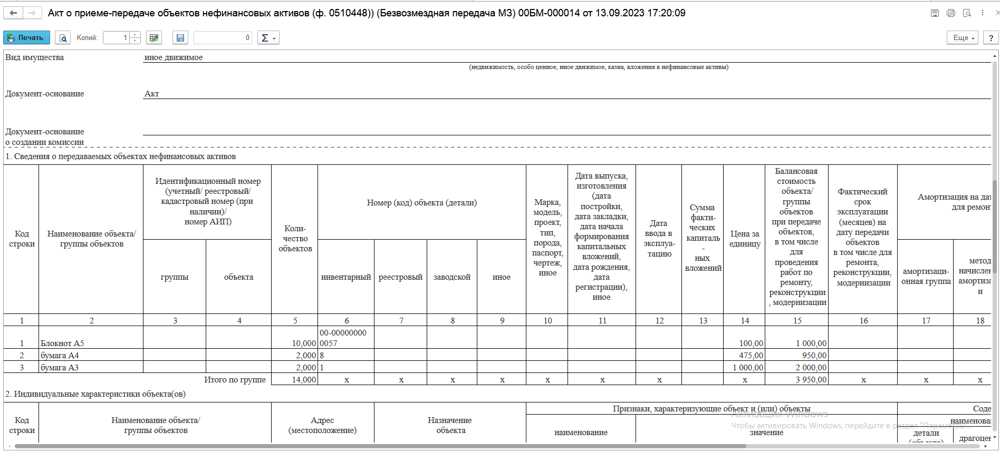 Акт о приеме-передаче объектов нефинансовых активов (ф. 0510448)) (Безвозмездная передача МЗ) 00БМ-000014 от 13.09.2023 17:20:09
Печать Копий: 1 0 Σ Еще ?
Вид имущества иное движимое
(недвижимость, особо ценное, иное движимое, казна, вложения в нефинансовые активы)
Документ-основание Акт
Документ-основание
о создании комиссии
1. Сведения о передаваемых объектах нефинансовых активов
Код
строки
Наименование объекта/
группы объектов
Идентификационный номер
(учетный/ реестровый/
кадастровый номер (при
наличии)/
номер АИП)
группы
объекта
Коли-
чество
объектов
Номер (код) объекта (детали)
инвентарный
реестровый
заводской
иное
Марка,
модель,
проект,
тип,
порода,
паспорт,
чертеж,
иное
Дата выпуска,
изготовления
(дата
постройки,
дата закладки,
дата начала
формирования
капитальных
вложений,
дата рождения,
дата
регистрации),
иное
Дата
ввода в
эксплуа-
тацию
Сумма
факти-
ческих
капиталь
-
ных
вложений
Цена за
единицу
Балансовая
стоимость
объекта/
группы
объектов
при передаче
объектов,
в том числе
для
проведения
работ по
ремонту,
реконструкции
, модернизации
Фактический
срок
эксплуатации
(месяцев) на
дату передачи
объектов
в том числе для
ремонта,
реконструкции,
модернизации
Амортизация на дат
для ремонт
амортизаци-
онная группа
метод
начислен
амортиза
и
1 2 3 4 5 6 7 8 9 10 11 12 13 14 15 16 17 18
00-00000000
1 Блокнот А5 10,000 0057 100,00 1 000,00
2 бумага А4 2,000 8 475,00 950,00
3 бумага А3 2,000 1 1 000,00 2 000,00
Итого по группе 14,000 x x x x x x x x 3 950,00 x x x
2. Индивидуальные характеристики объекта(ов)
Код
строки
Наименование объекта/
группы объектов
Адрес
(местоположение)
Назначение
объекта
Признаки, характеризующие объект и (или) объекты
наименование
значение
Соде
наименован
детали
(объекта)
драгоцен
Активация Windows
Чтобы активировать Windows, перейдите в раздел "Параметры".